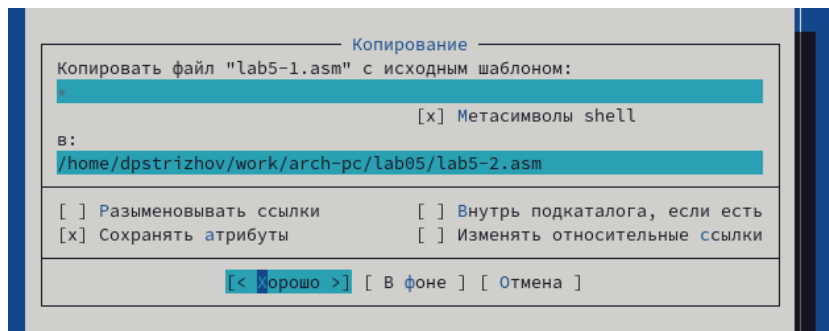 Копирование
Копировать файл "lab5-1.asm" с исходным шаблоном:
*
[x] Метасимволы shell
в:
/home/dpstrizhov/work/arch-pc/lab05/lab5-2.asm
[ ] Разыменовывать ссылки [ ] Внутрь подкаталога, если есть
[x] Сохранять атрибуты [ ] Изменять относительные ссылки
[< Хорошо >] [ В фоне ] [ Отмена ]